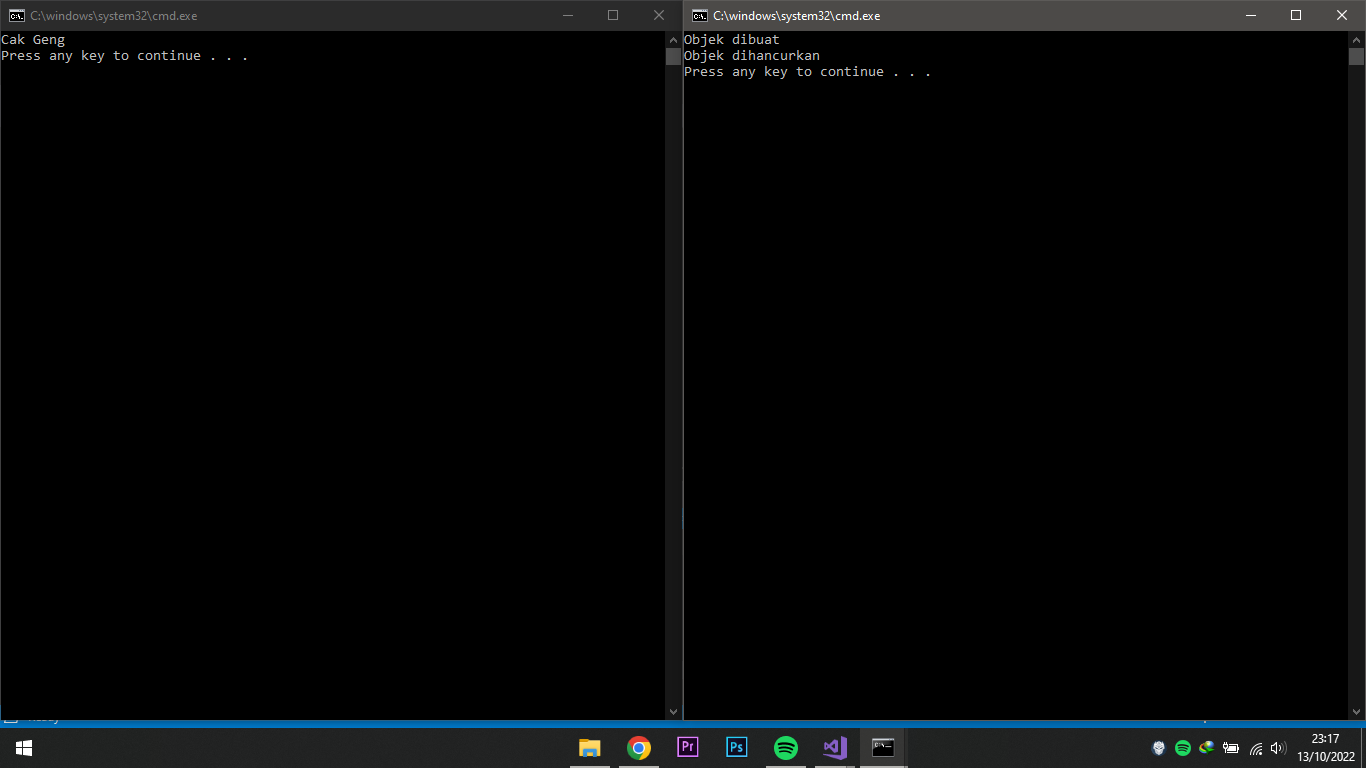 C:\windows\system32\cmd.exe
Cak Geng
Press any key to continue . . .
C:\windows\system32\cmd.exe
Objek dibuat
Objek dihancurkan
Press any key to continue . . .
Ready
Pr
Ps
23:17
13/10/2022